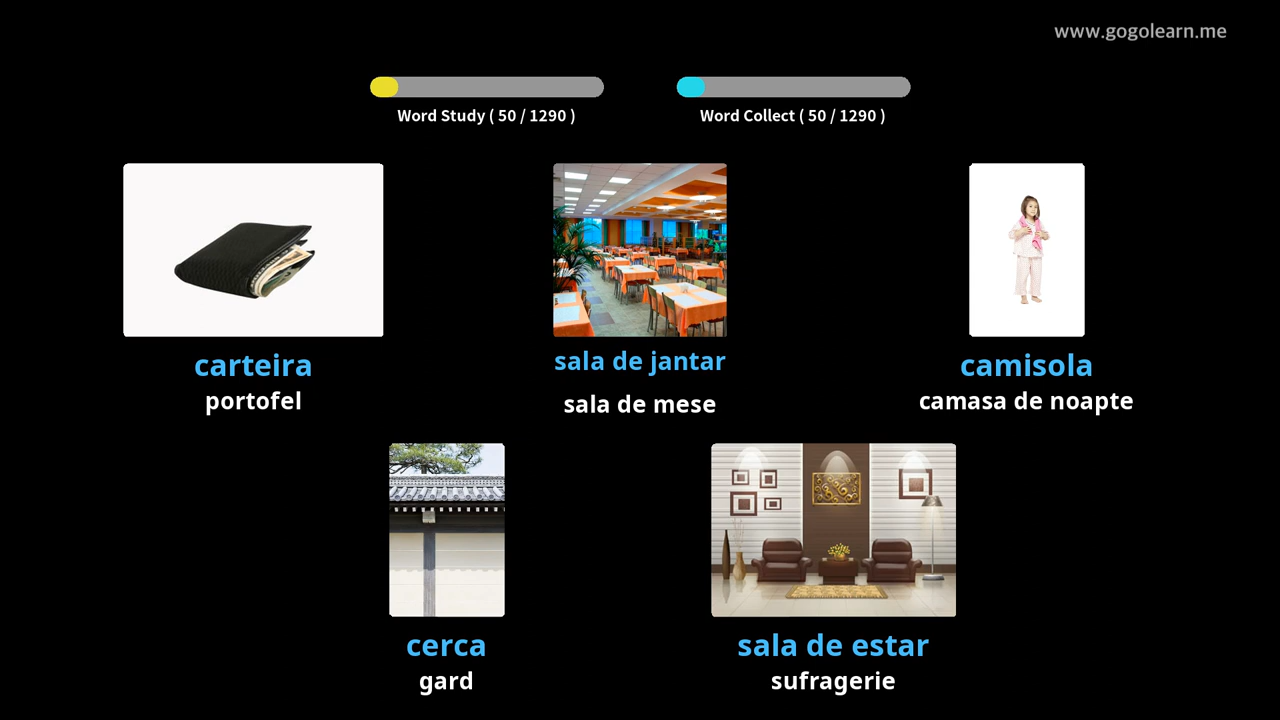 www.gogolearn.me
Word Study ( 50 / 1290 )
Word Collect ( 50 / 1290 )
carteira
portofel
sala de jantar
sala de mese
camisola
camasa de noapte
cerca
gard
sala de estar
sufragerie